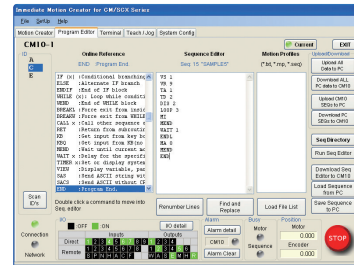 Immediate Motion Creator for CM/SCX Series
File SetUp Help
Motion Creator Program Editor Teach / Jog System Config.
CM10-1
Current
EXIT
ID
A
C
E
Online Reference
END Program End.
IF (x) :Conditional branching
ELSE :Alternate IF branch
ENDIF :End of IF block
WHILE (x): Loop while conditi
WEND :End of WHILE block
BREAKL :Force exit from insid
BREAKW :Force exit from WHILE
CALL x :Call other sequence
RET :Return from subroutin
KB :Get input from key bo
KBQ :Get input from KB(no
MEND :Wait until current mo
WAIT x :Delay for the specifi
TIMER x:Set or display system
VIEW :Display variable, par
SAS :Send ASCII string wit
SACS :Send ASCII without CR
END :Program End.
Double click a command to move into
Seq. editor
Sequence Editor
Seq. 15 "SAMPLES"
VS 1
VR 9
TA 1
TD 2
DIS 2
LOOP 3
MI
MEND
WAIT 1
ENDL
MA 0
MEND
END
Motion Profiles
(*.txt, *.mp, *.seq)
Renumber Lines
Find and
Replace
Load File List
Upload/Download
Upload All
Data to PC
Download ALL
PC data to CM10
Upload CM10
SEQs to PC
Download PC
SEQs to CM10
Seq Directory
Run Seq Editor
Download Seq
Editor to CM10
Load Sequence
from PC
Save Sequence
to PC
Scan
ID's
Connection
Network
I/O
OFF
ON
I/O detail
Inputs
Outputs
Direct
Remote
Alarm
Alarm detail
CM10
Alarm Clear
Busy
Motor
Sequence
Position
Motor
0.000
Encoder
0.000
STOP